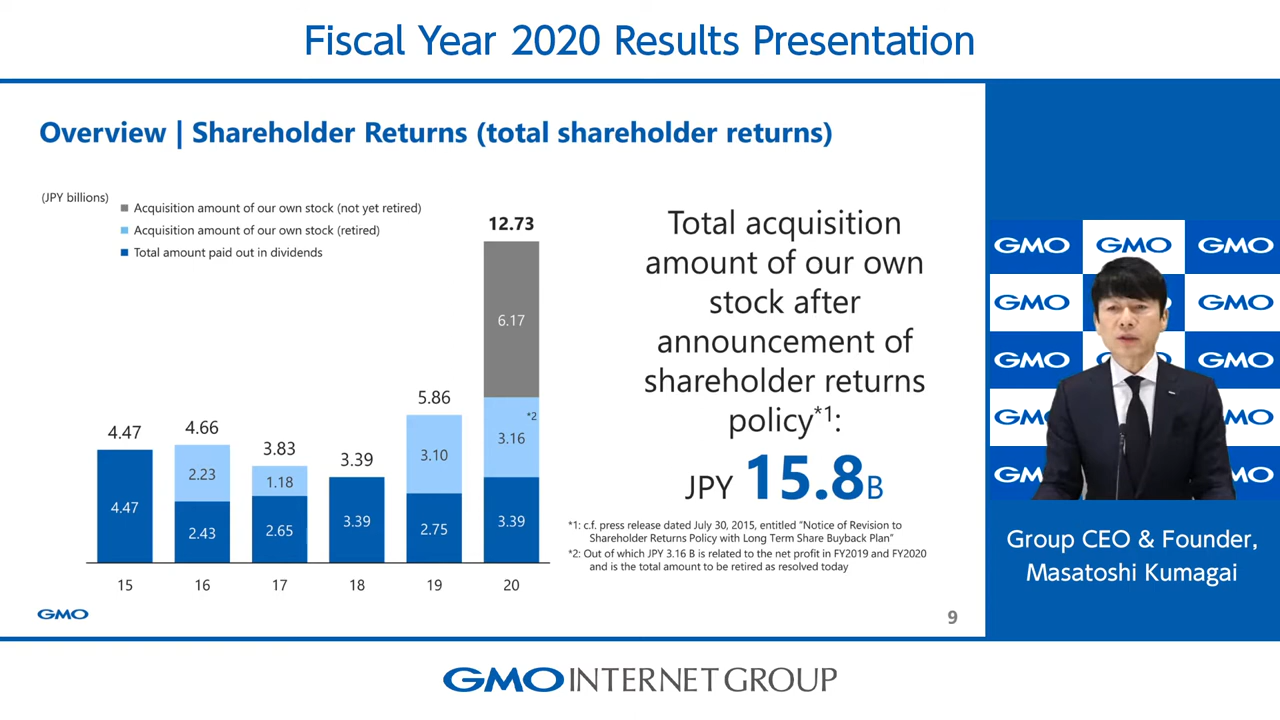 Fiscal Year 2020 Results Presentation
Overview | Shareholder Returns (total shareholder returns)
(JPY billions)
Acquisition amount of our own stock (not yet retired)
Acquisition amount of our own stock (retired)
Total amount paid out in dividends
4.47
4.47
15
4.66
2.23
2.43
16
3.83
1.18
2.65
17
3.39
3.39
18
5.86
3.10
2.75
19
12.73
6.17
*2
3.16
3.39
20
Total acquisition
amount of our own
stock after
announcement of
shareholder returns
policy*1:
JPY 15.8B
*1: c.f. press release dated July 30, 2015, entitled "Notice of Revision to
Shareholder Returns Policy with Long Term Share Buyback Plan"
*2: Out of which JPY 3.16 B is related to the net profit in FY2019 and FY2020
and is the total amount to be retired as resolved today
GMO
9
GMO GMO GMO
GMO GMO
GMO GMO
GMO GMO
GMO GMO
Group CEO & Founder,
Masatoshi Kumagai
GMO INTERNET GROUP